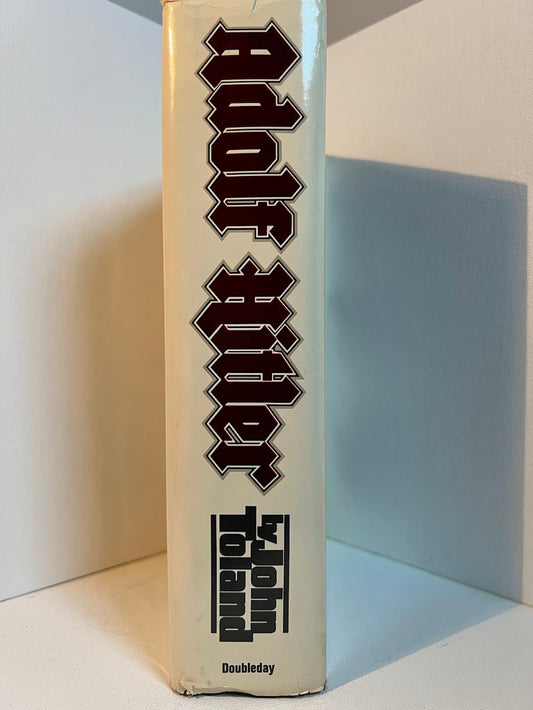 Adolf Hitler
by John
Toland
Doubleday